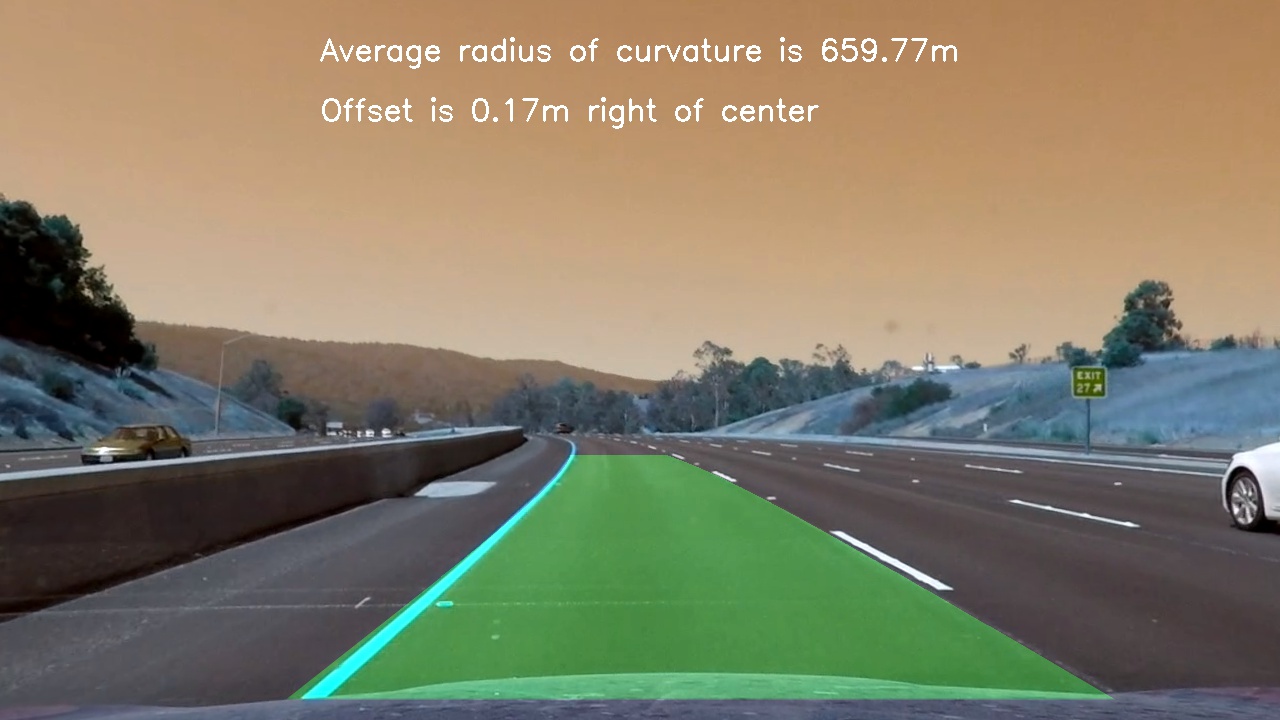 Average radius of curvature is 659.77m
Offset is 0.17m right of center
EXIT
27